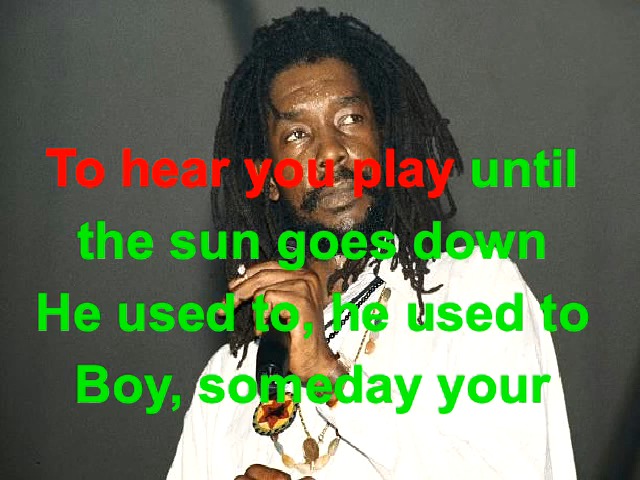 To hear you play until
the sun goes down
He used to, he used to
Boy, someday your